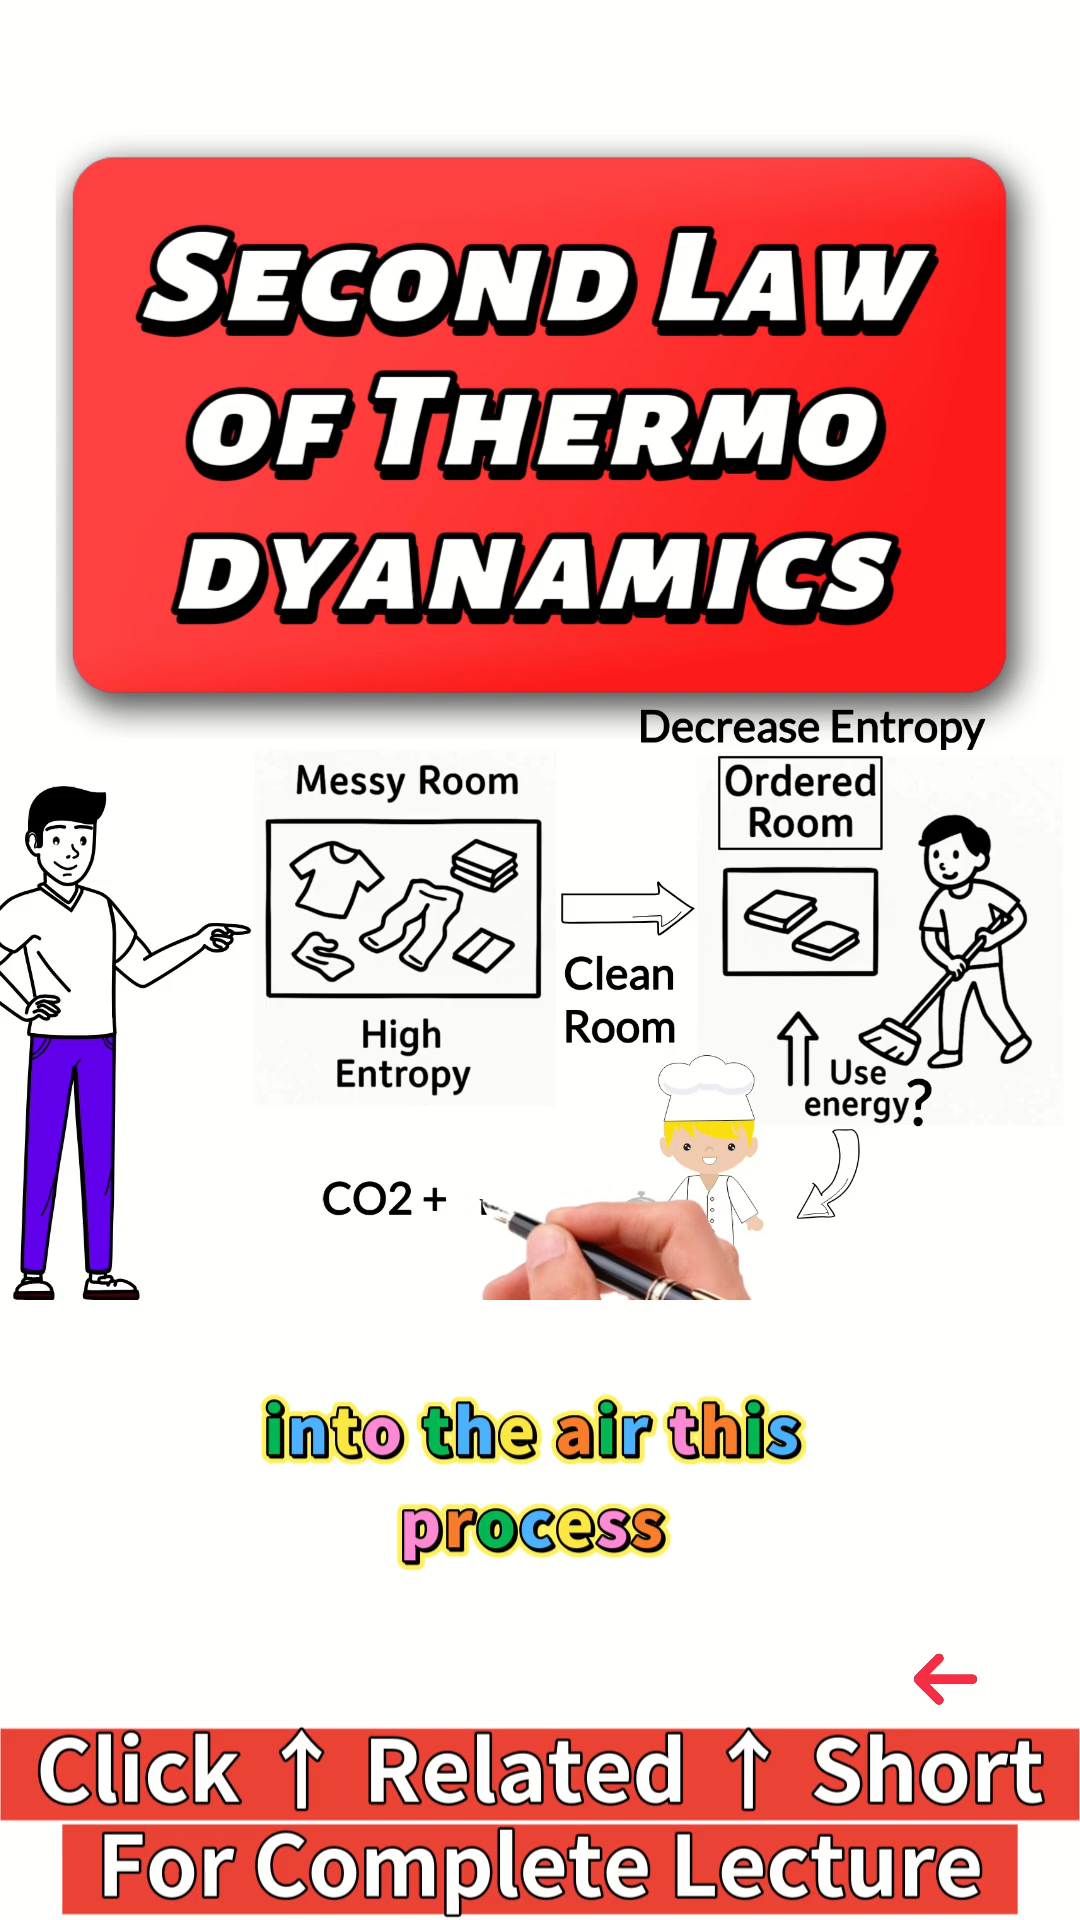 SECOND LAW
OF THERMO
DYANAMICS
Decrease Entropy
Messy Room
Ordered
Room
Clean
Room
High
Entropy
Use
energy?
CO2 +
into the air this
process
Click ↑ Related ↑ Short
For Complete Lecture